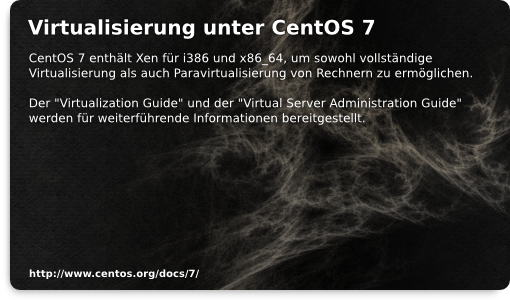 Virtualisierung unter CentOS 7
CentOS 7 enthält Xen für i386 und x86_64, um sowohl vollständige
Virtualisierung als auch Paravirtualisierung von Rechnern zu ermöglichen.
Der "Virtualization Guide" und der "Virtual Server Administration Guide"
werden für weiterführende Informationen bereitgestellt.
http://www.centos.org/docs/7/